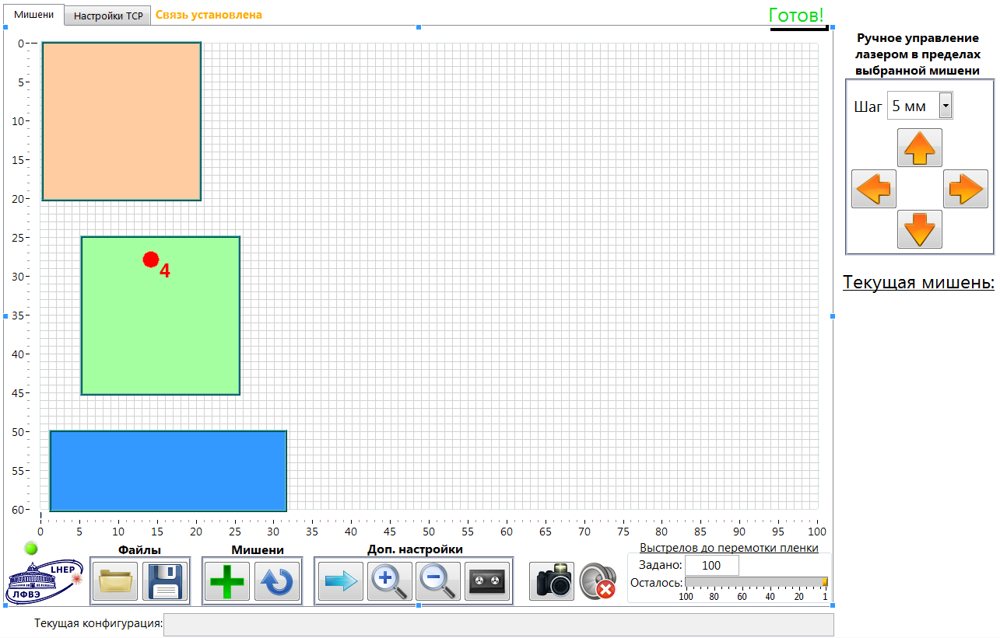 Мишени
Настройки TCP
Связь установлена
Готов!
Ручное управление
лазером в пределах
выбранной мишени
Шаг 5 мм
Текущая мишень:
0
5
10
15
20
25
30
35
40
45
50
55
60
4
0 5 10 15 20 25 30 35 40 45 50 55 60 65 70 75 80 85 90 95 100
Файлы
Мишени
Доп. настройки
Выстрелов до перемотки пленки
Задано: 100
Осталось:
100 80 60 40 20 1
LHEP
ЛФВЭ
Текущая конфигурация: